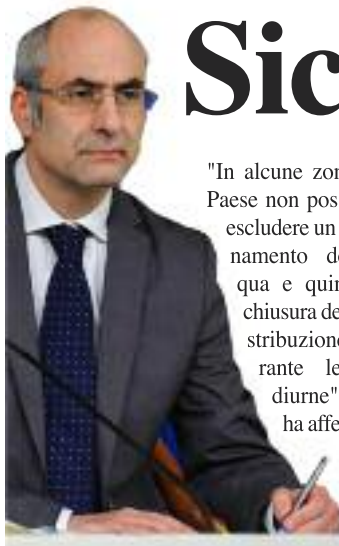 Sic
"In alcune zon
Paese non pos
escludere un
namento de
qua e quin
chiusura de
stribuzione
rante le
diurne"
ha affe